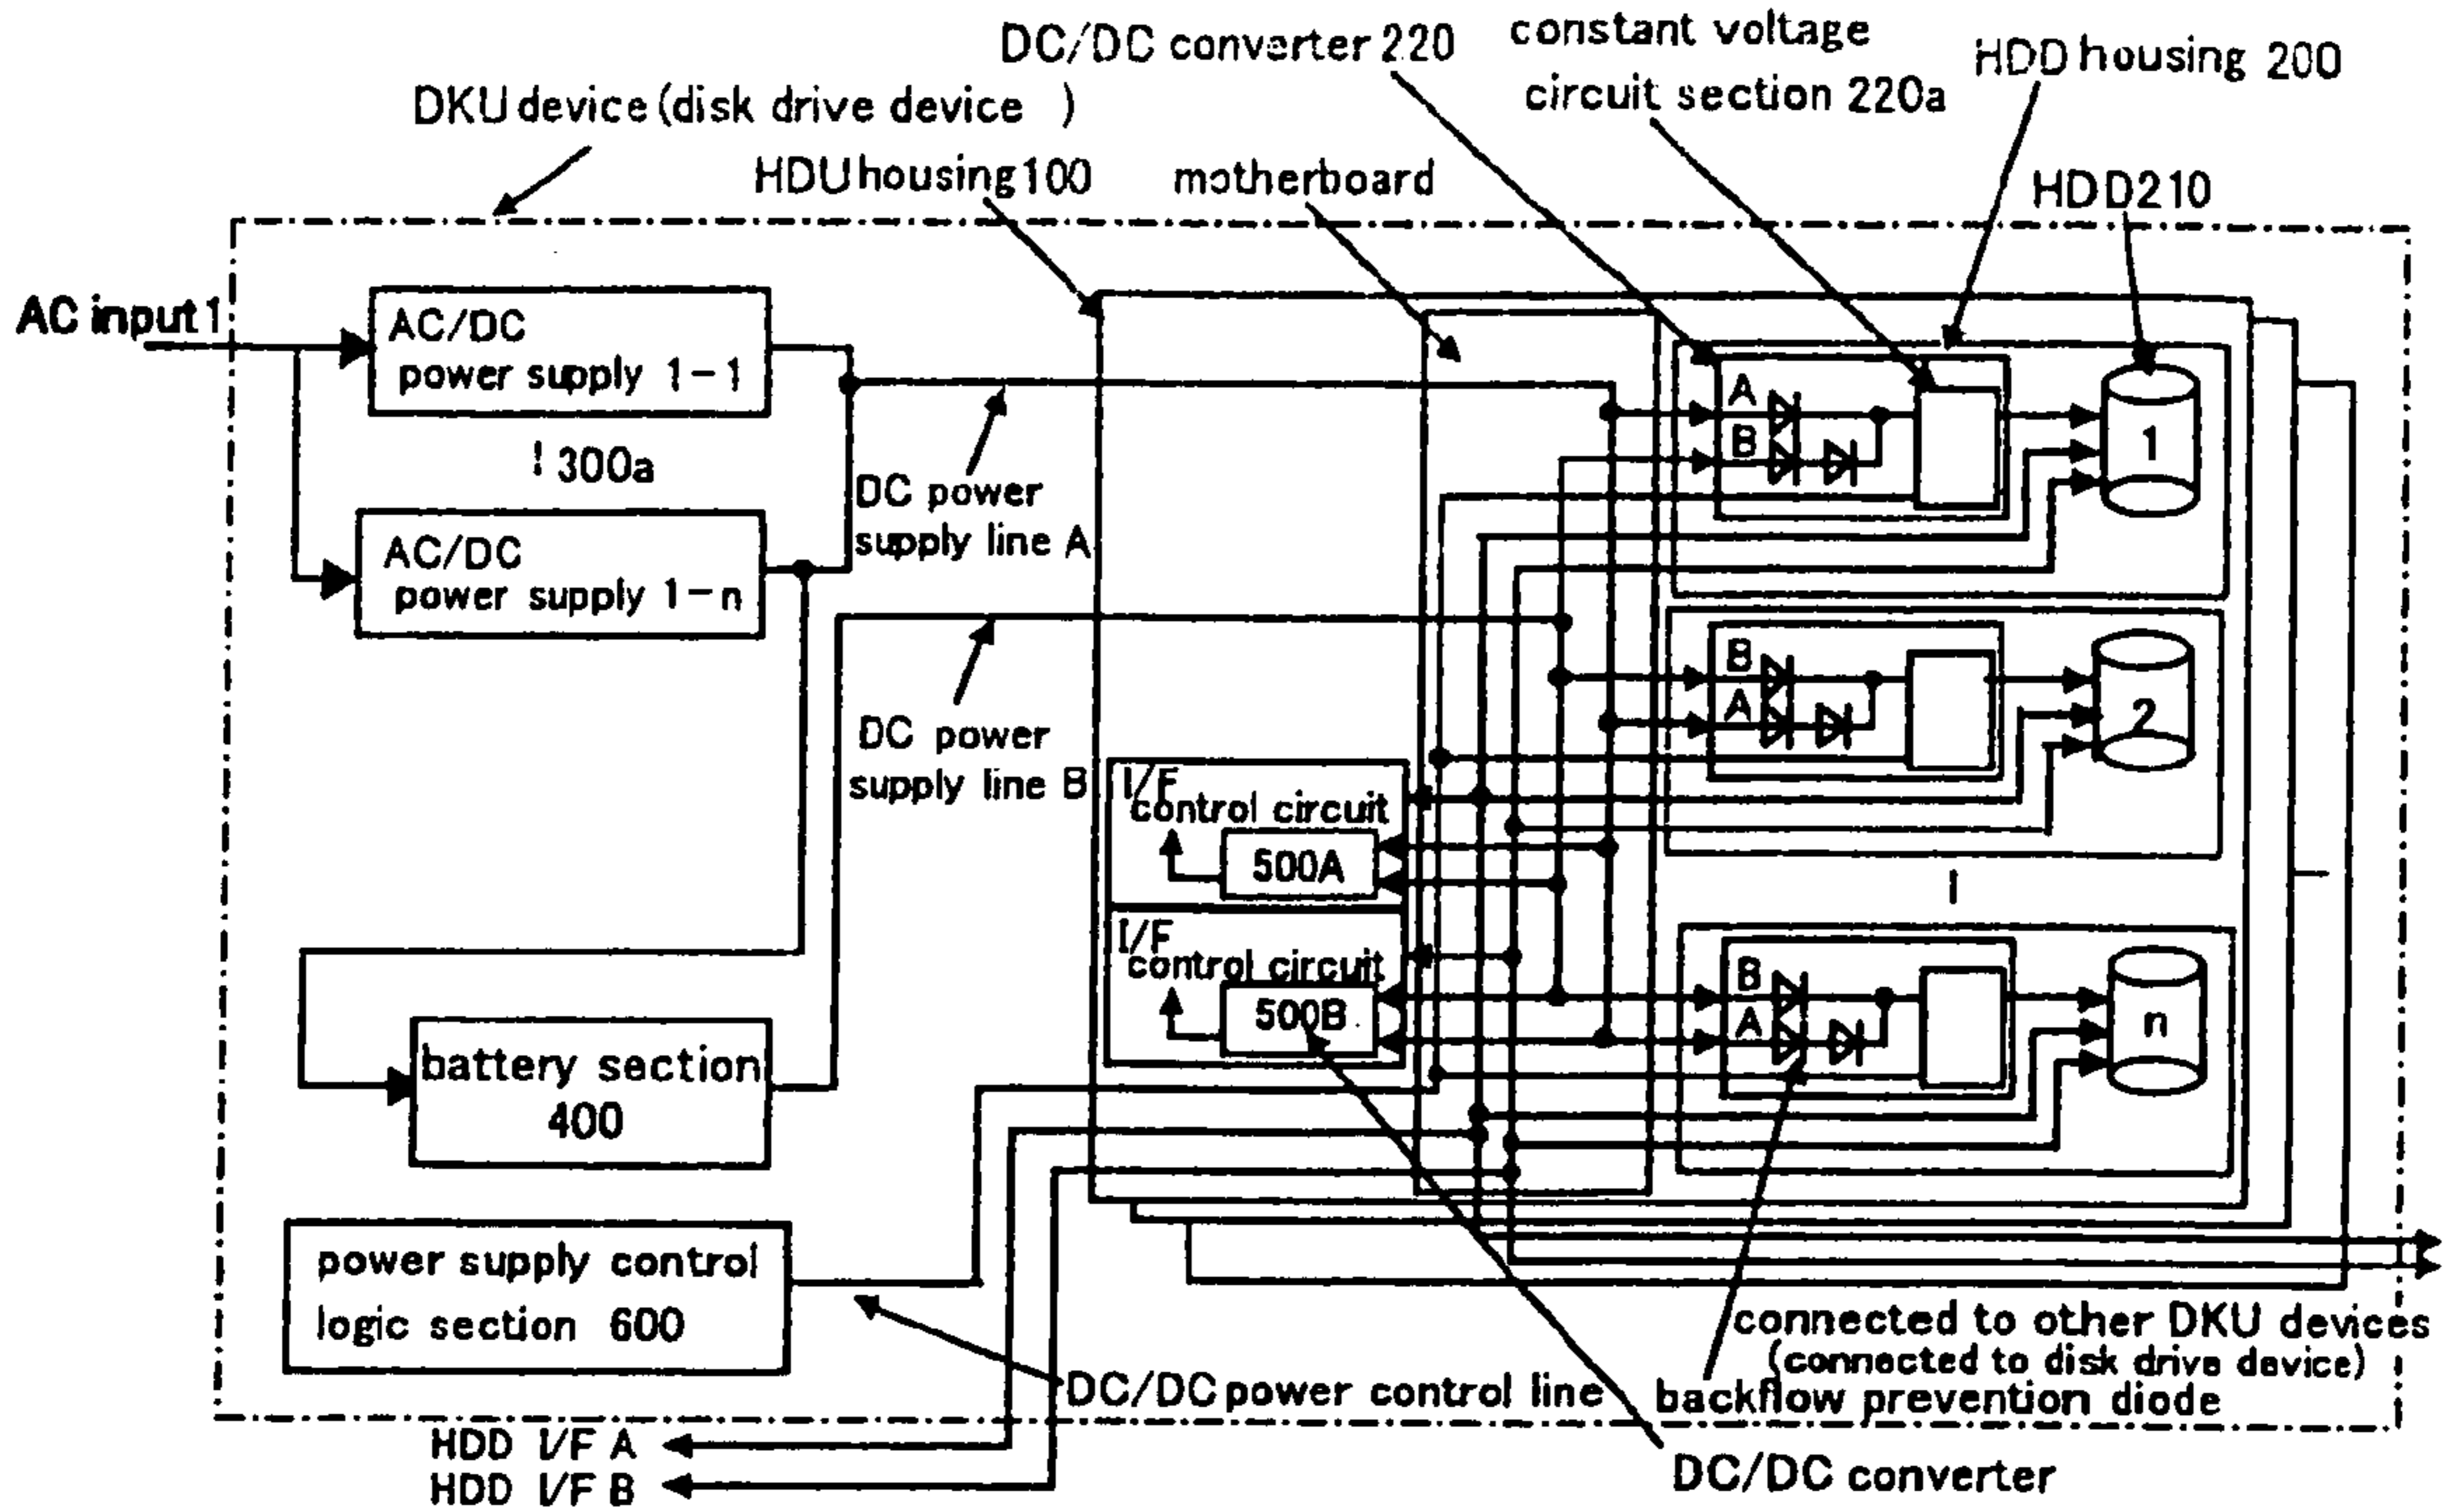 DC/DC converter 220
constant voltage
circuit section 220a
HDD housing 200
DKU device (disk drive device )
HDU housing 100
motherboard
HDD210
AC input 1
AC/DC
power supply 1-1
300a
AC/DC
power supply 1-n
DC power
supply line A
DC power
supply line B
A
B
1
B
A
2
I/F
control circuit
500A
I/F
control circuit
500B
B
A
n
battery section
400
power supply control
logic section 600
connected to other DKU devices
(connected to disk drive device)
DC/DC power control line
backflow prevention diode
HDD I/F A
HDD I/F B
DC/DC converter